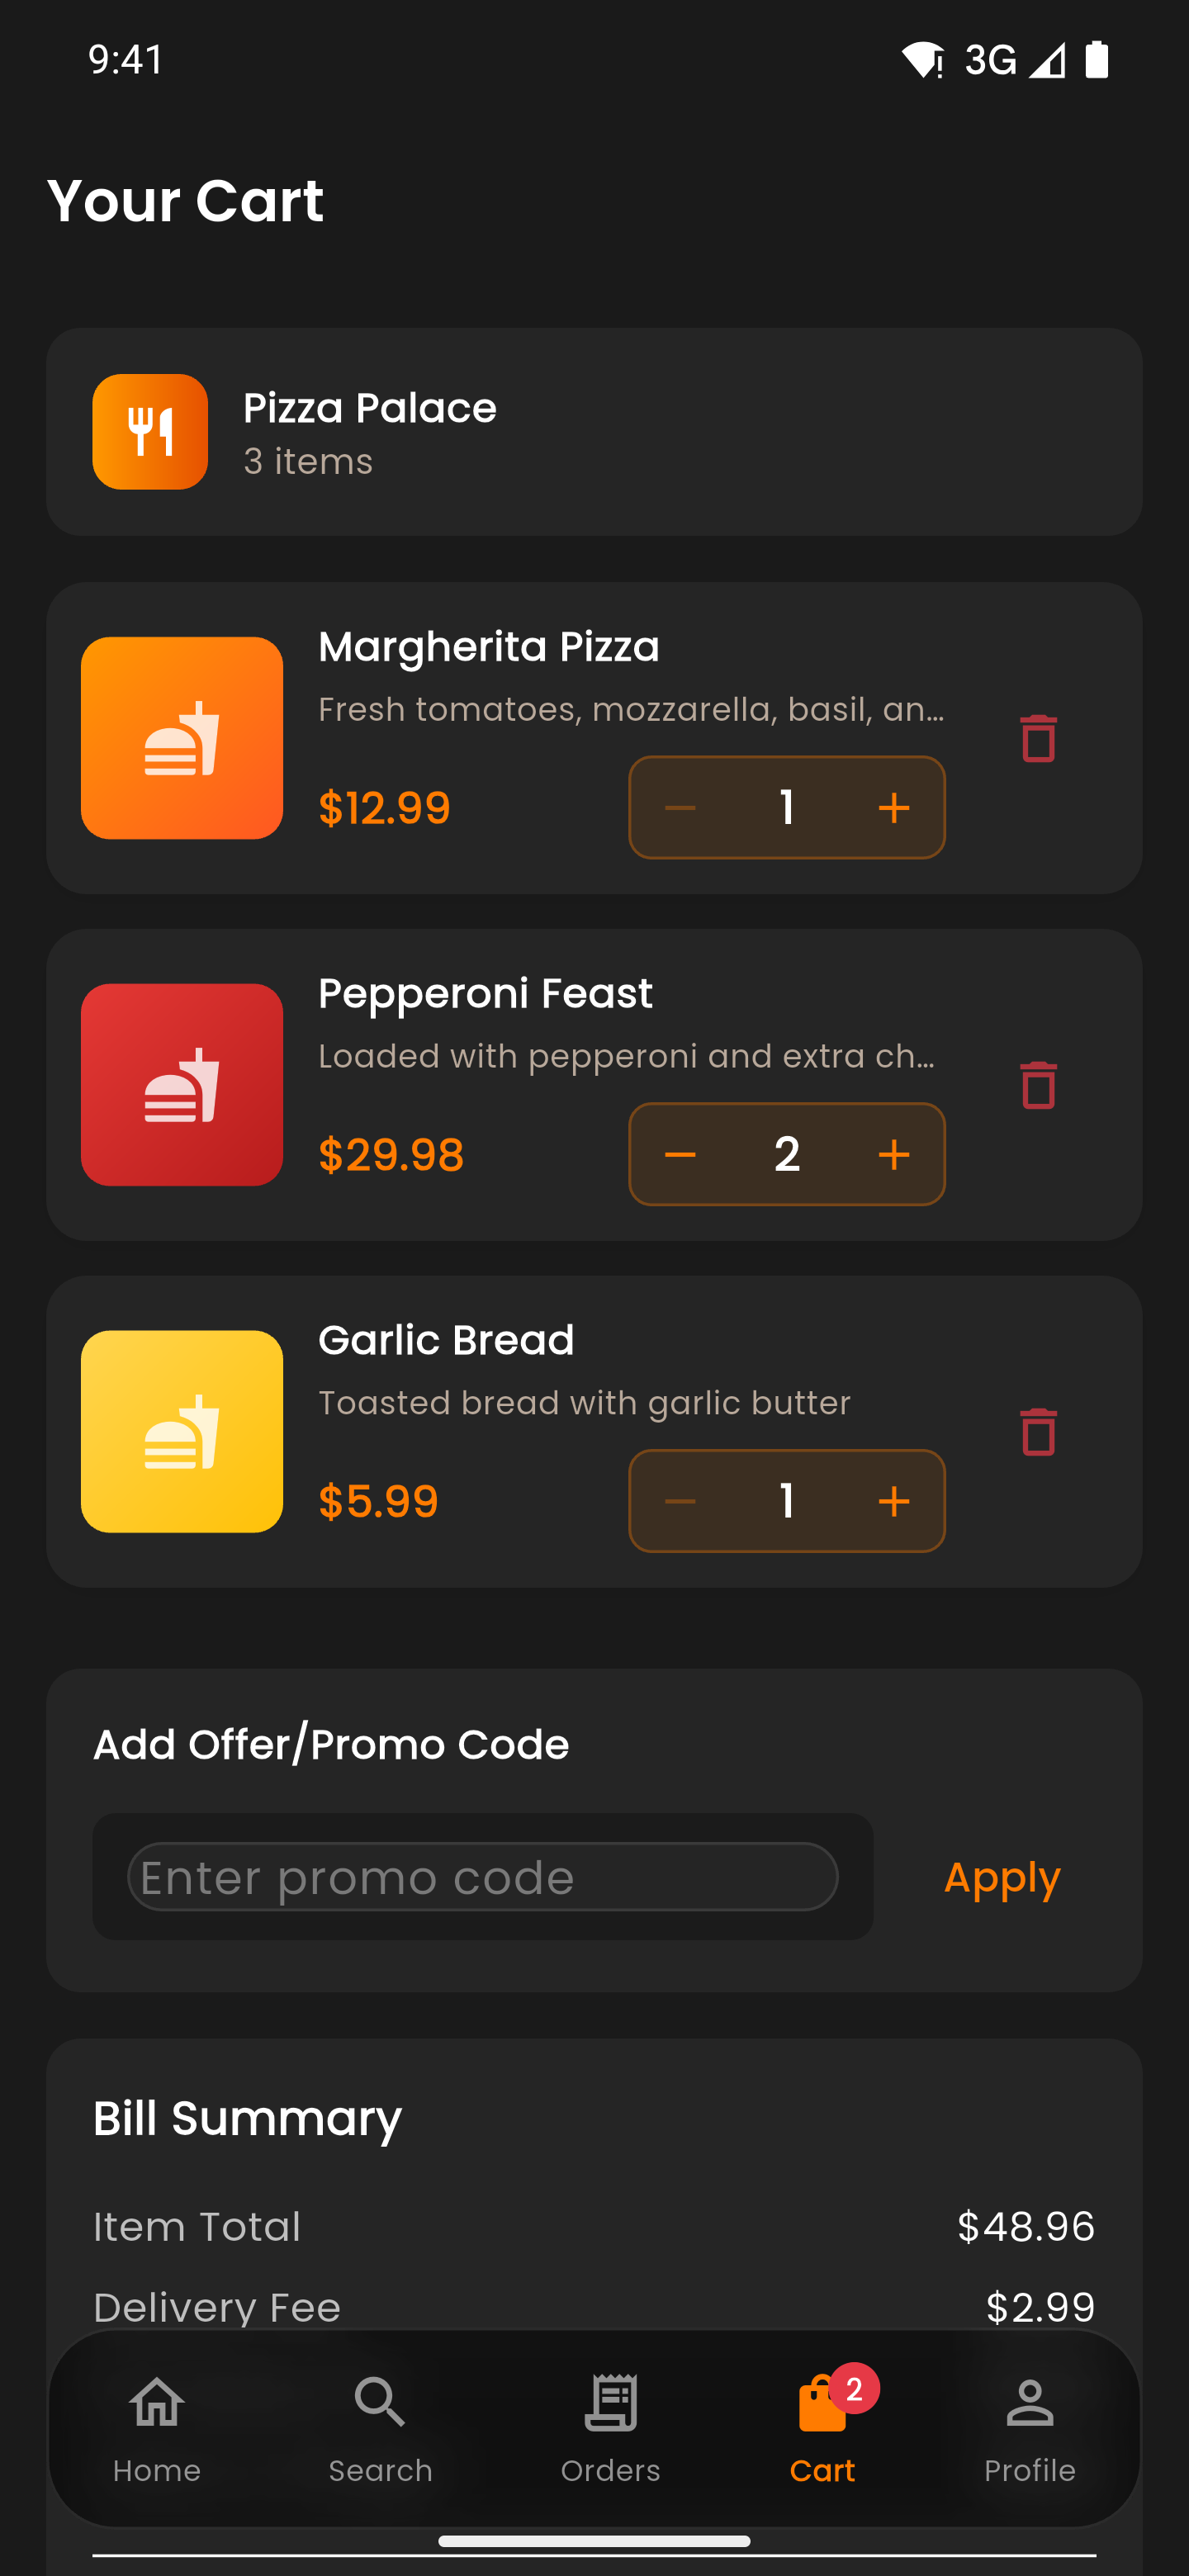 9:41
3G
Your Cart
Pizza Palace
3 items
Margherita Pizza
Fresh tomatoes, mozzarella, basil, an...
$12.99
1
Pepperoni Feast
Loaded with pepperoni and extra ch...
$29.98
2
Garlic Bread
Toasted bread with garlic butter
$5.99
1
Add Offer/Promo Code
Enter promo code
Apply
Bill Summary
Item Total $48.96
Delivery Fee $2.99
2
Home Search Orders Cart Profile